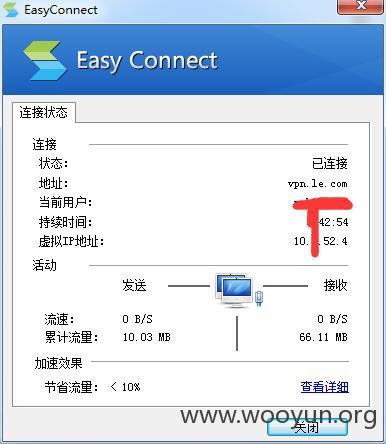 EasyConnect
Easy Connect
连接状态
连接
状态： 已连接
地址： vpn.le.com
当前用户：
持续时间： 42:54
虚拟IP地址： 10. .52.4
活动
发送 接收
流速： 0 B/S 0 B/S
累计流量： 10.03 MB 66.11 MB
加速效果
节省流量： < 10% 查看详细
www.wooyun.org
关闭